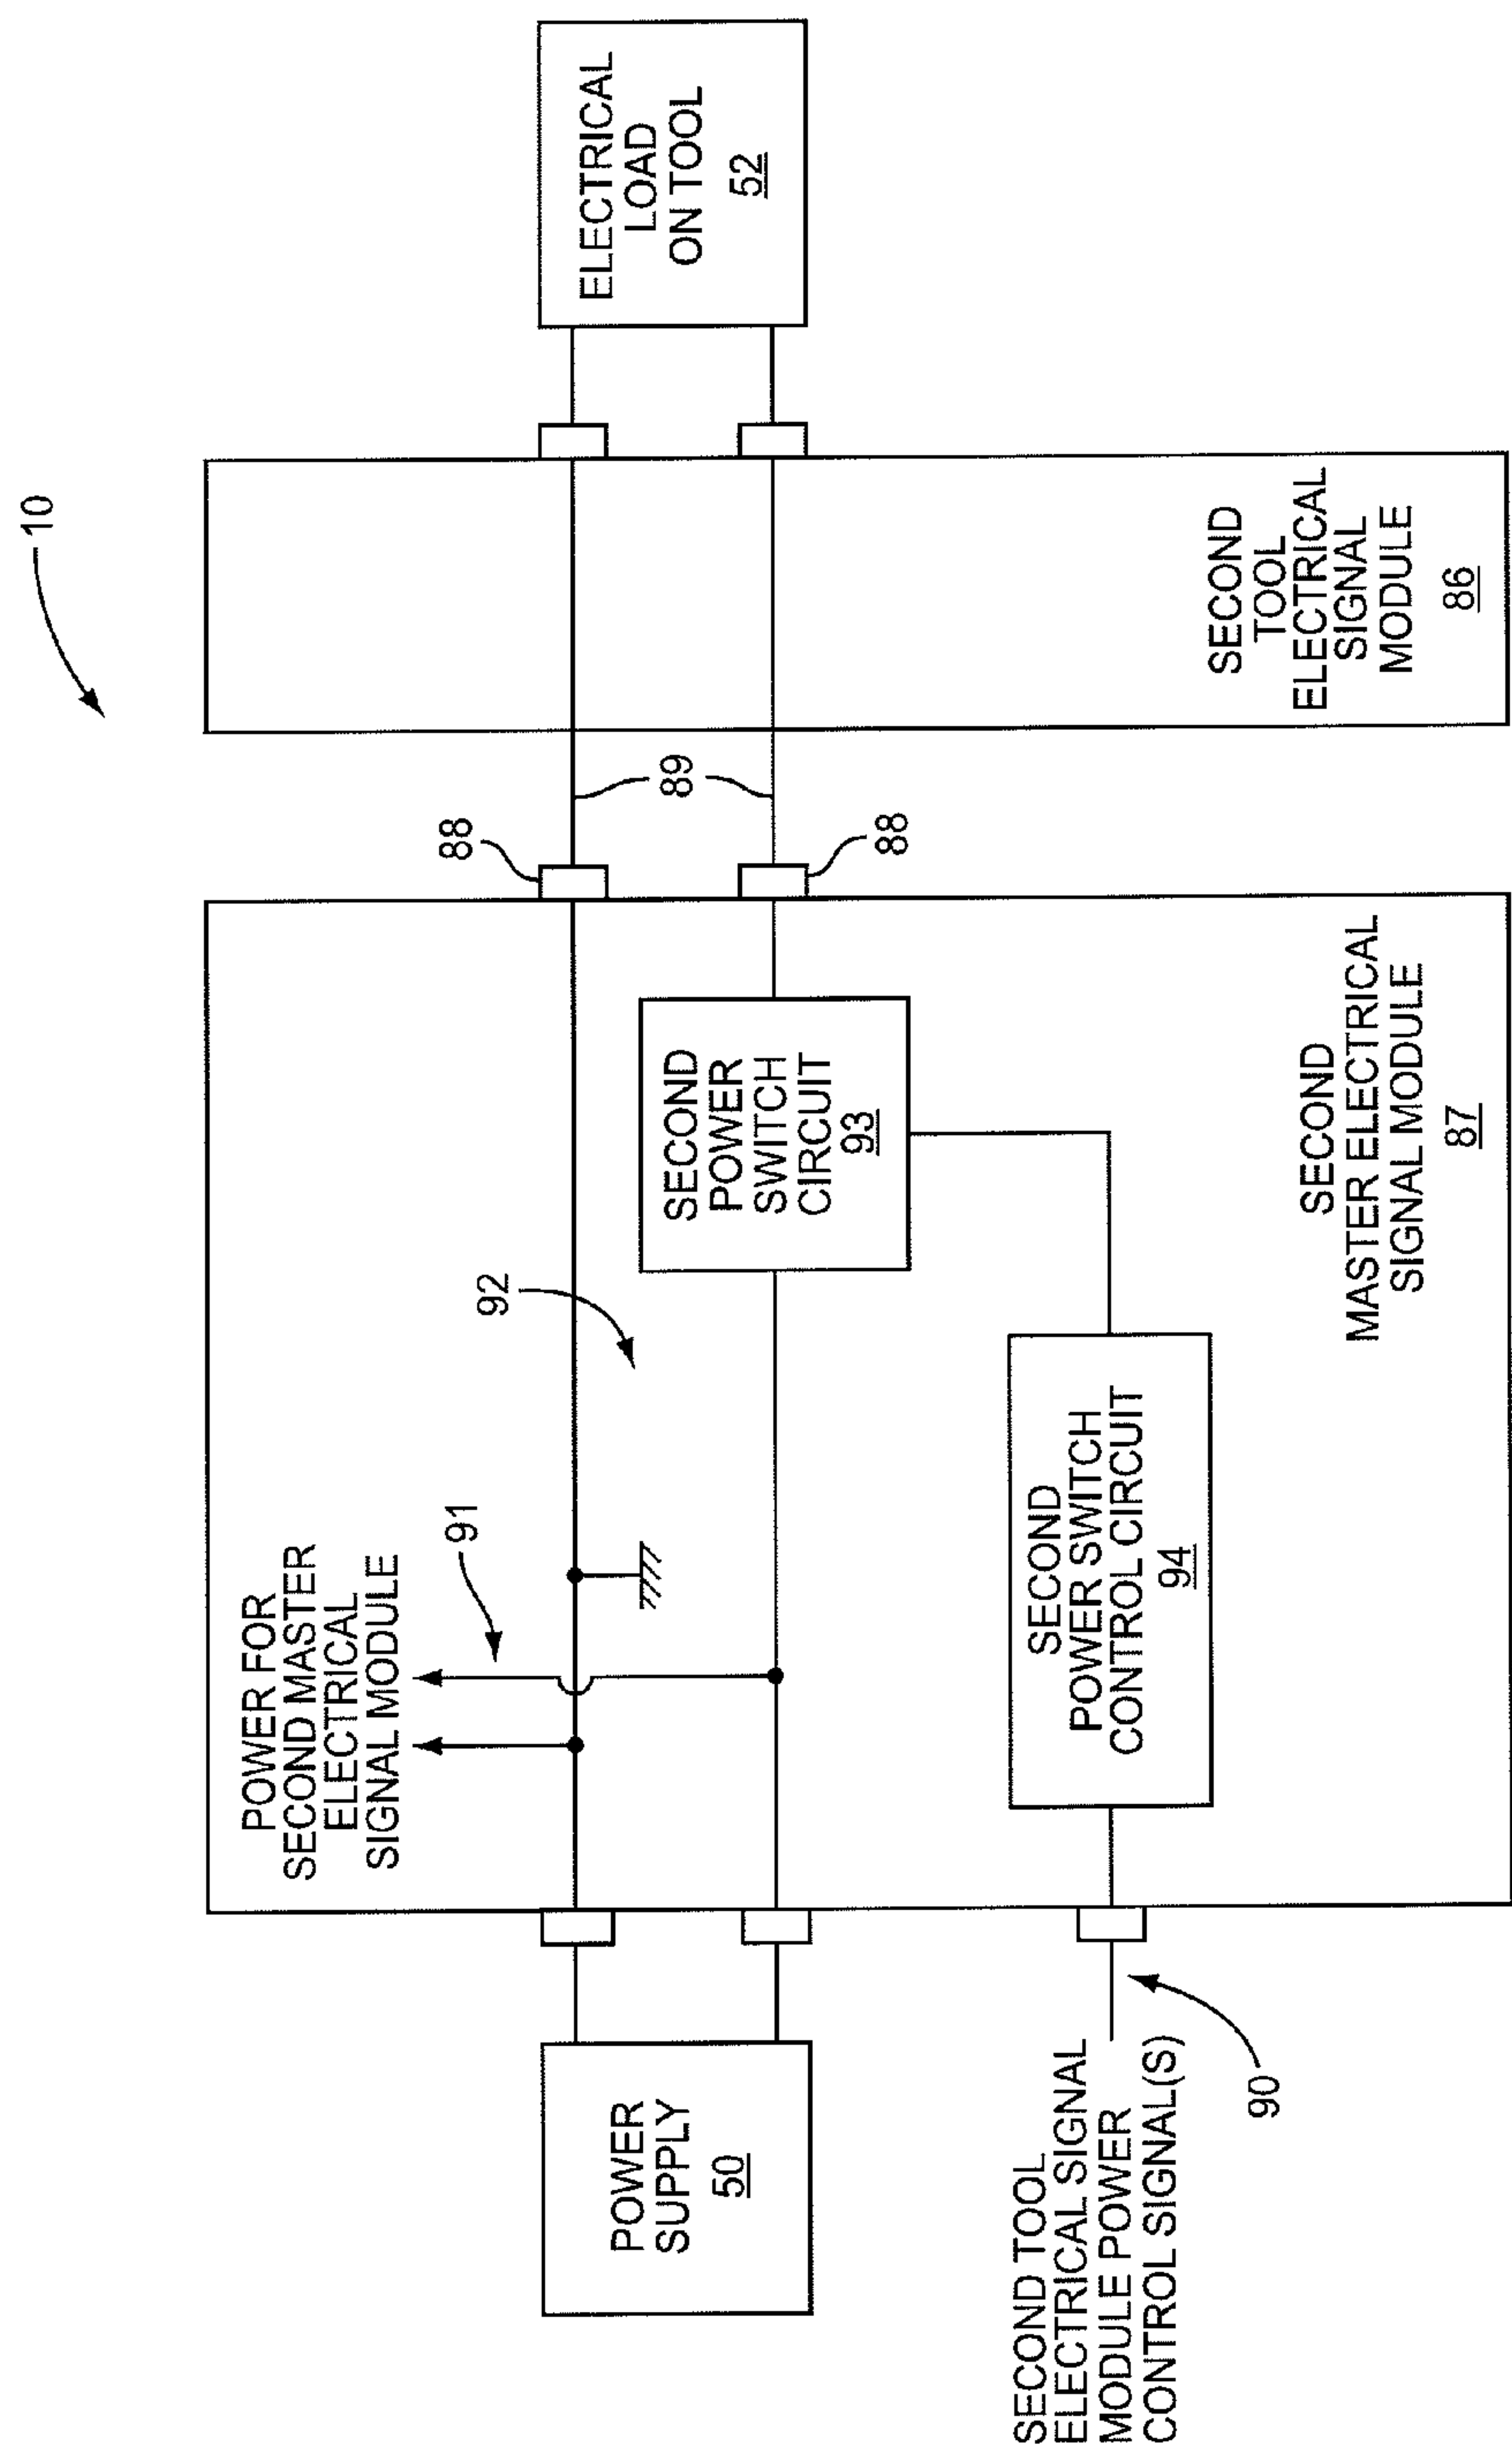 10
POWER FOR
SECOND MASTER
ELECTRICAL
SIGNAL MODULE
91
92
88
89
88
POWER
SUPPLY
50
SECOND
POWER
SWITCH
CIRCUIT
93
ELECTRICAL
LOAD
ON TOOL
52
SECOND TOOL
ELECTRICAL SIGNAL
MODULE POWER
CONTROL SIGNAL(S)
90
SECOND
POWER SWITCH
CONTROL CIRCUIT
94
SECOND
MASTER ELECTRICAL
SIGNAL MODULE
87
SECOND
TOOL
ELECTRICAL
SIGNAL
MODULE
86